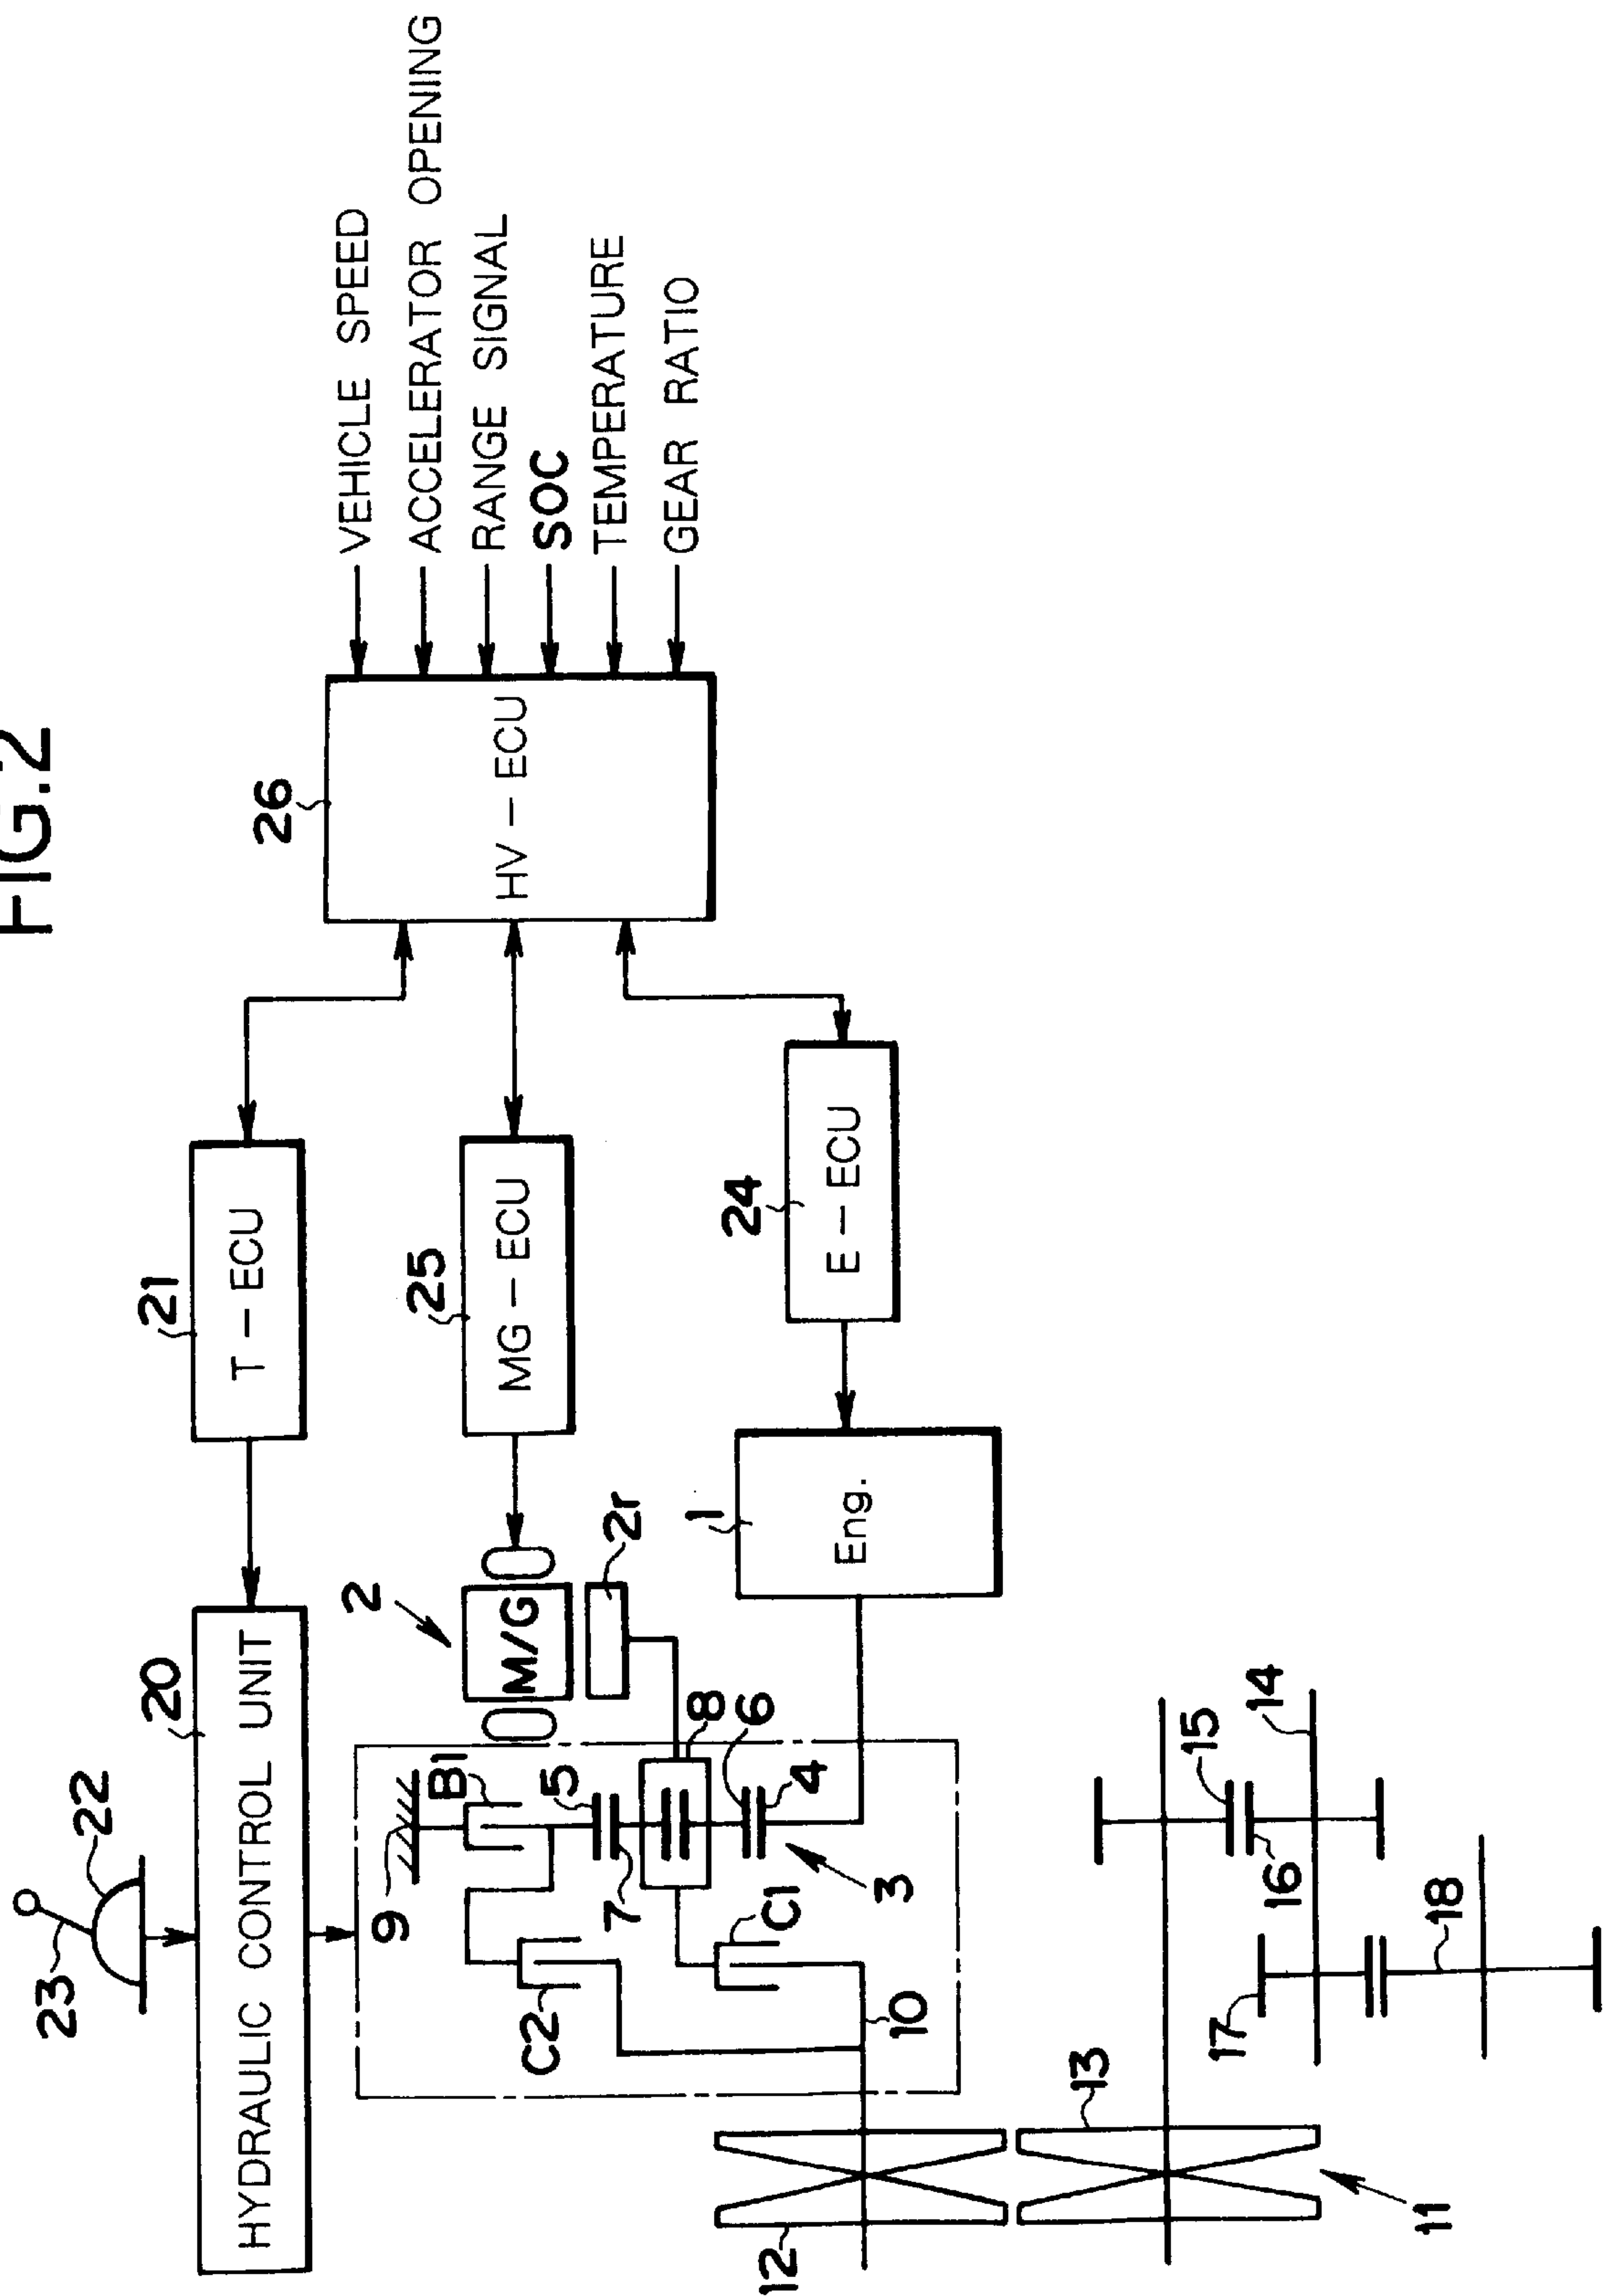 FIG.2
23
22
20
HYDRAULIC CONTROL UNIT
21
T-ECU
26
HV-ECU
VEHICLE SPEED
ACCELERATOR OPENING
RANGE SIGNAL
SOC
TEMPERATURE
GEAR RATIO
25
MG-ECU
2
M/G
2r
24
E-ECU
1
Eng.
9
B1
5
8
6
4
7
3
C2
C1
10
12
13
11
15
14
16
17
18